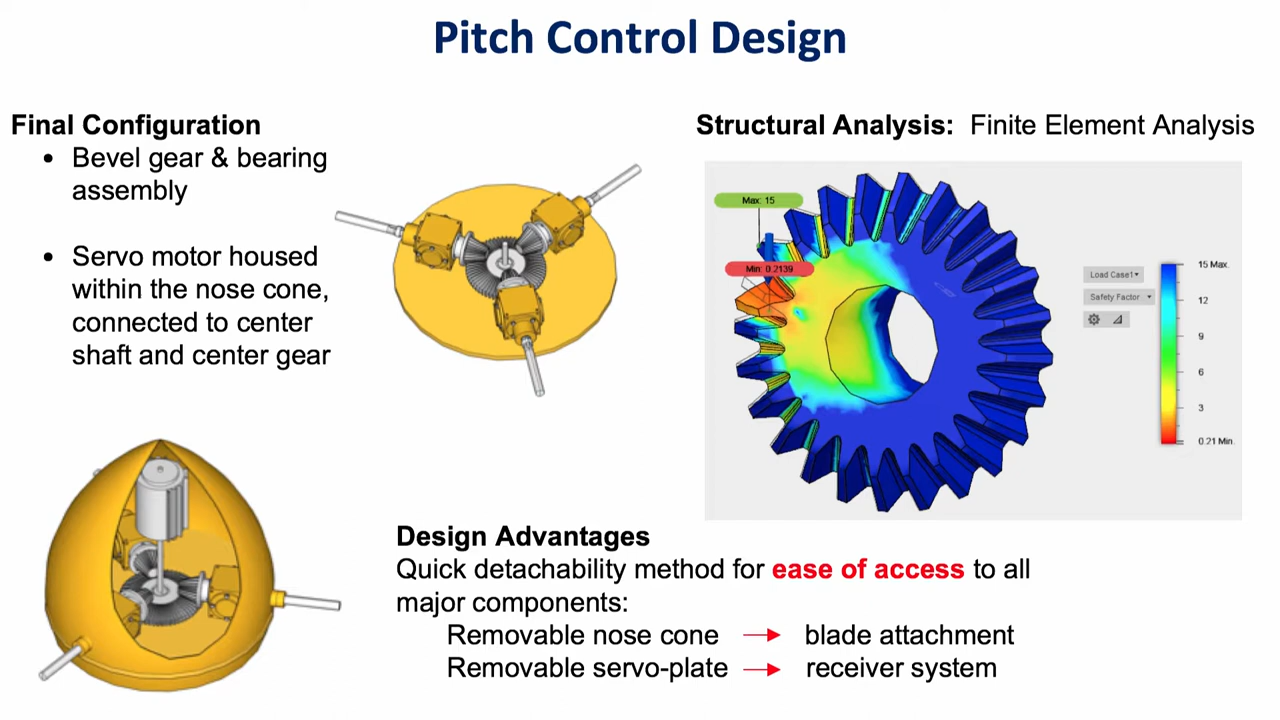 Pitch Control Design
Final Configuration
• Bevel gear & bearing
assembly
• Servo motor housed
within the nose cone,
connected to center
shaft and center gear
Structural Analysis: Finite Element Analysis
Max: 15
Min: 0.2139
Load Case1
Safety Factor
15 Max.
12
9
6
3
0.21 Min.
Design Advantages
Quick detachability method for ease of access to all
major components:
Removable nose cone → blade attachment
Removable servo-plate → receiver system